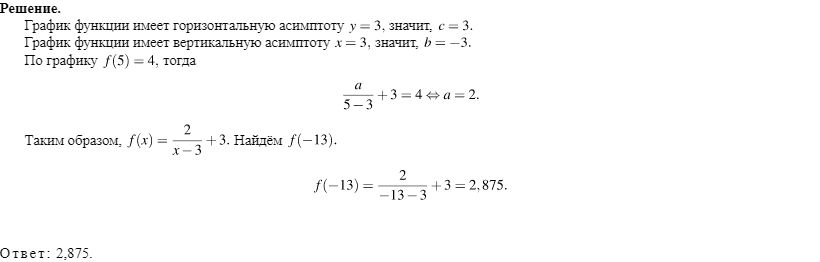 Решение.
График функции имеет горизонтальную асимптоту y = 3, значит, c = 3.
График функции имеет вертикальную асимптоту x = 3, значит, b = −3.
По графику f(5) = 4, тогда
a/(5 − 3) + 3 = 4 ⇔ a = 2.
Таким образом, f(x) = 2/(x − 3) + 3. Найдём f(−13).
f(−13) = 2/(−13 − 3) + 3 = 2,875.
Ответ: 2,875.